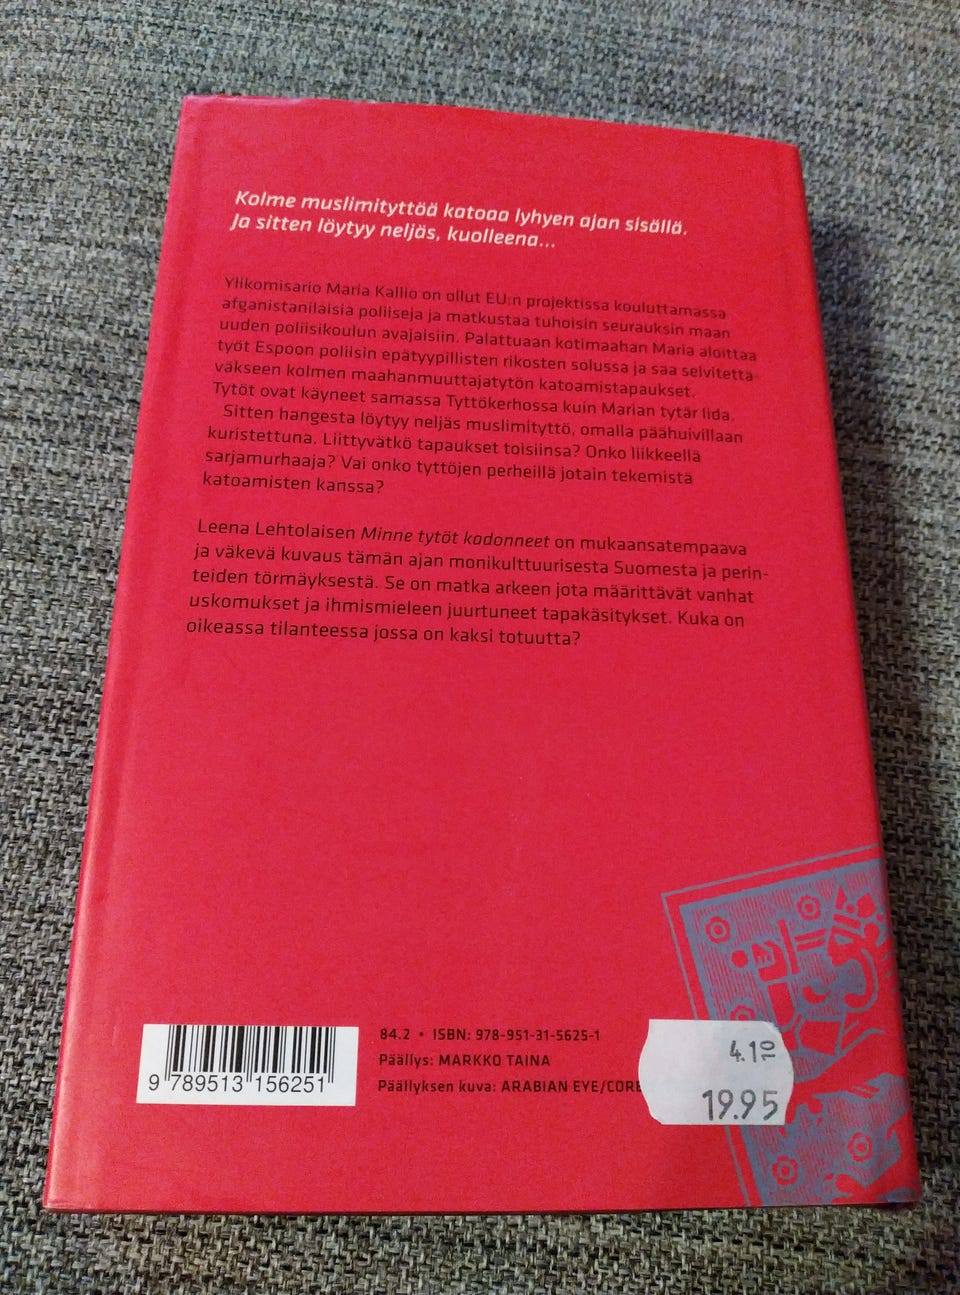 Kolme muslimityttöä katoaa lyhyen ajan sisällä.
Ja sitten löytyy neljäs, kuolleena...
Ylikomisario Maria Kallio on ollut EU:n projektissa kouluttamassa
afganistanilaisia poliiseja ja matkustaa tuhoisin seurauksin maan
uuden poliisikoulun avajaisiin. Palattuaan kotimaahan Maria aloittaa
työt Espoon poliisin epätyypillisten rikosten solussa ja saa selvitettä-
väkseen kolmen maahanmuuttajatytön katoamistapaukset.
Tytöt ovat käyneet samassa Tyttökerhossa kuin Marian tytär Iida.
Sitten hangesta löytyy neljäs muslimityttö, omalla päähuivillaan
kuristettuna. Liittyvätkö tapaukset toisiinsa? Onko liikkeellä
sarjamurhaaja? Vai onko tyttöjen perheillä jotain tekemistä
katoamisten kanssa?
Leena Lehtolaisen Minne tytöt kadonneet on mukaansatempaava
ja väkevä kuvaus tämän ajan monikulttuurisesta Suomesta ja perin-
teiden törmäyksestä. Se on matka arkeen jota määrittävät vanhat
uskomukset ja ihmismieleen juurtuneet tapakäsitykset. Kuka on
oikeassa tilanteessa jossa on kaksi totuutta?
84.2 • ISBN: 978-951-31-5625-1
Päällys: MARKKO TAINA
Päällyksen kuva: ARABIAN EYE/CORB
9 789513 156251
4.1 10
19.95